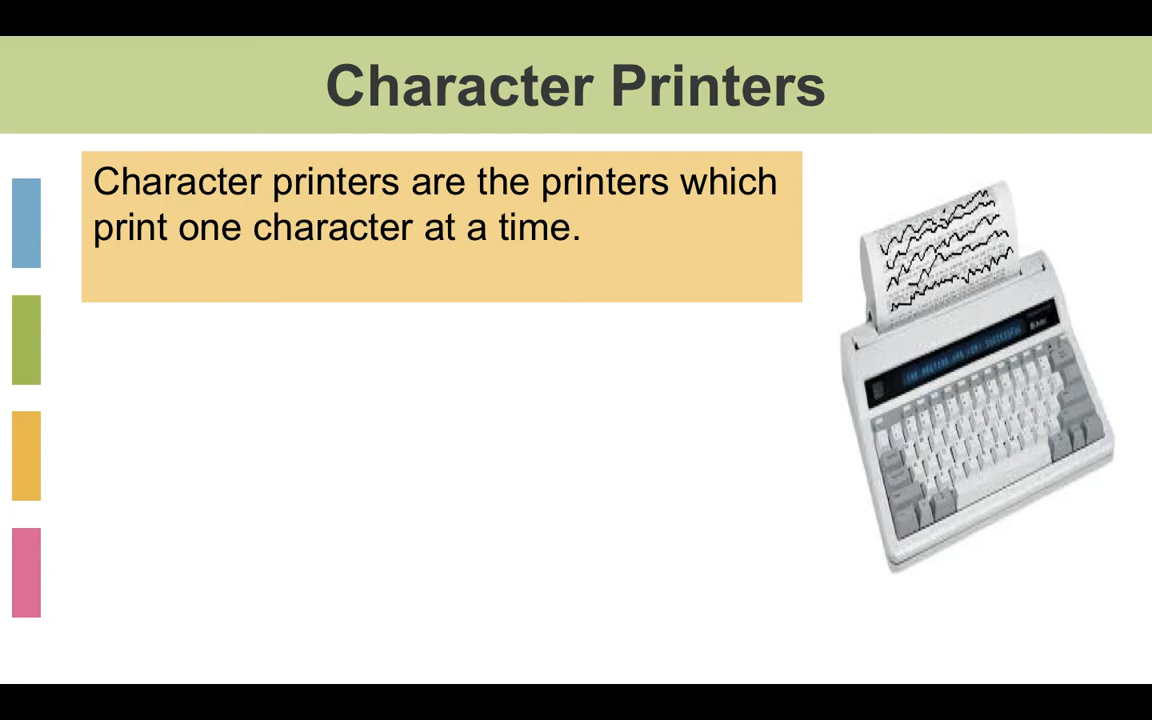 Character Printers
Character printers are the printers which
print one character at a time.